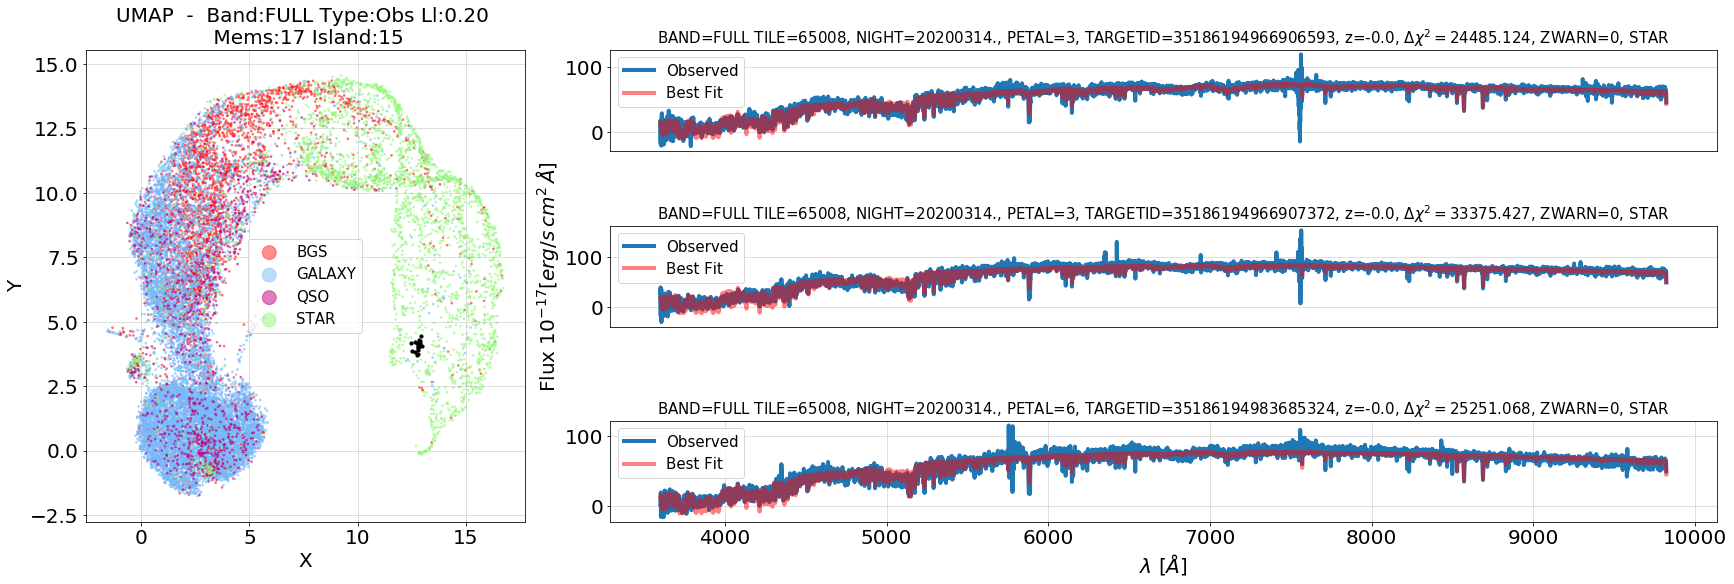 UMAP - Band:FULL Type:Obs Ll:0.20
Mems:17 Island:15
15.0
12.5
10.0
7.5
5.0
2.5
0.0
−2.5
Y
BGS
GALAXY
QSO
STAR
0
5
10
15
X
Flux 10⁻¹⁷[erg/s cm² Å]
BAND=FULL TILE=65008, NIGHT=20200314., PETAL=3, TARGETID=35186194966906593, z=-0.0, Δχ² = 24485.124, ZWARN=0, STAR
100
0
Observed
Best Fit
BAND=FULL TILE=65008, NIGHT=20200314., PETAL=3, TARGETID=35186194966907372, z=-0.0, Δχ² = 33375.427, ZWARN=0, STAR
100
0
Observed
Best Fit
BAND=FULL TILE=65008, NIGHT=20200314., PETAL=6, TARGETID=35186194983685324, z=-0.0, Δχ² = 25251.068, ZWARN=0, STAR
100
0
Observed
Best Fit
4000
5000
6000
7000
8000
9000
10000
λ [Å]